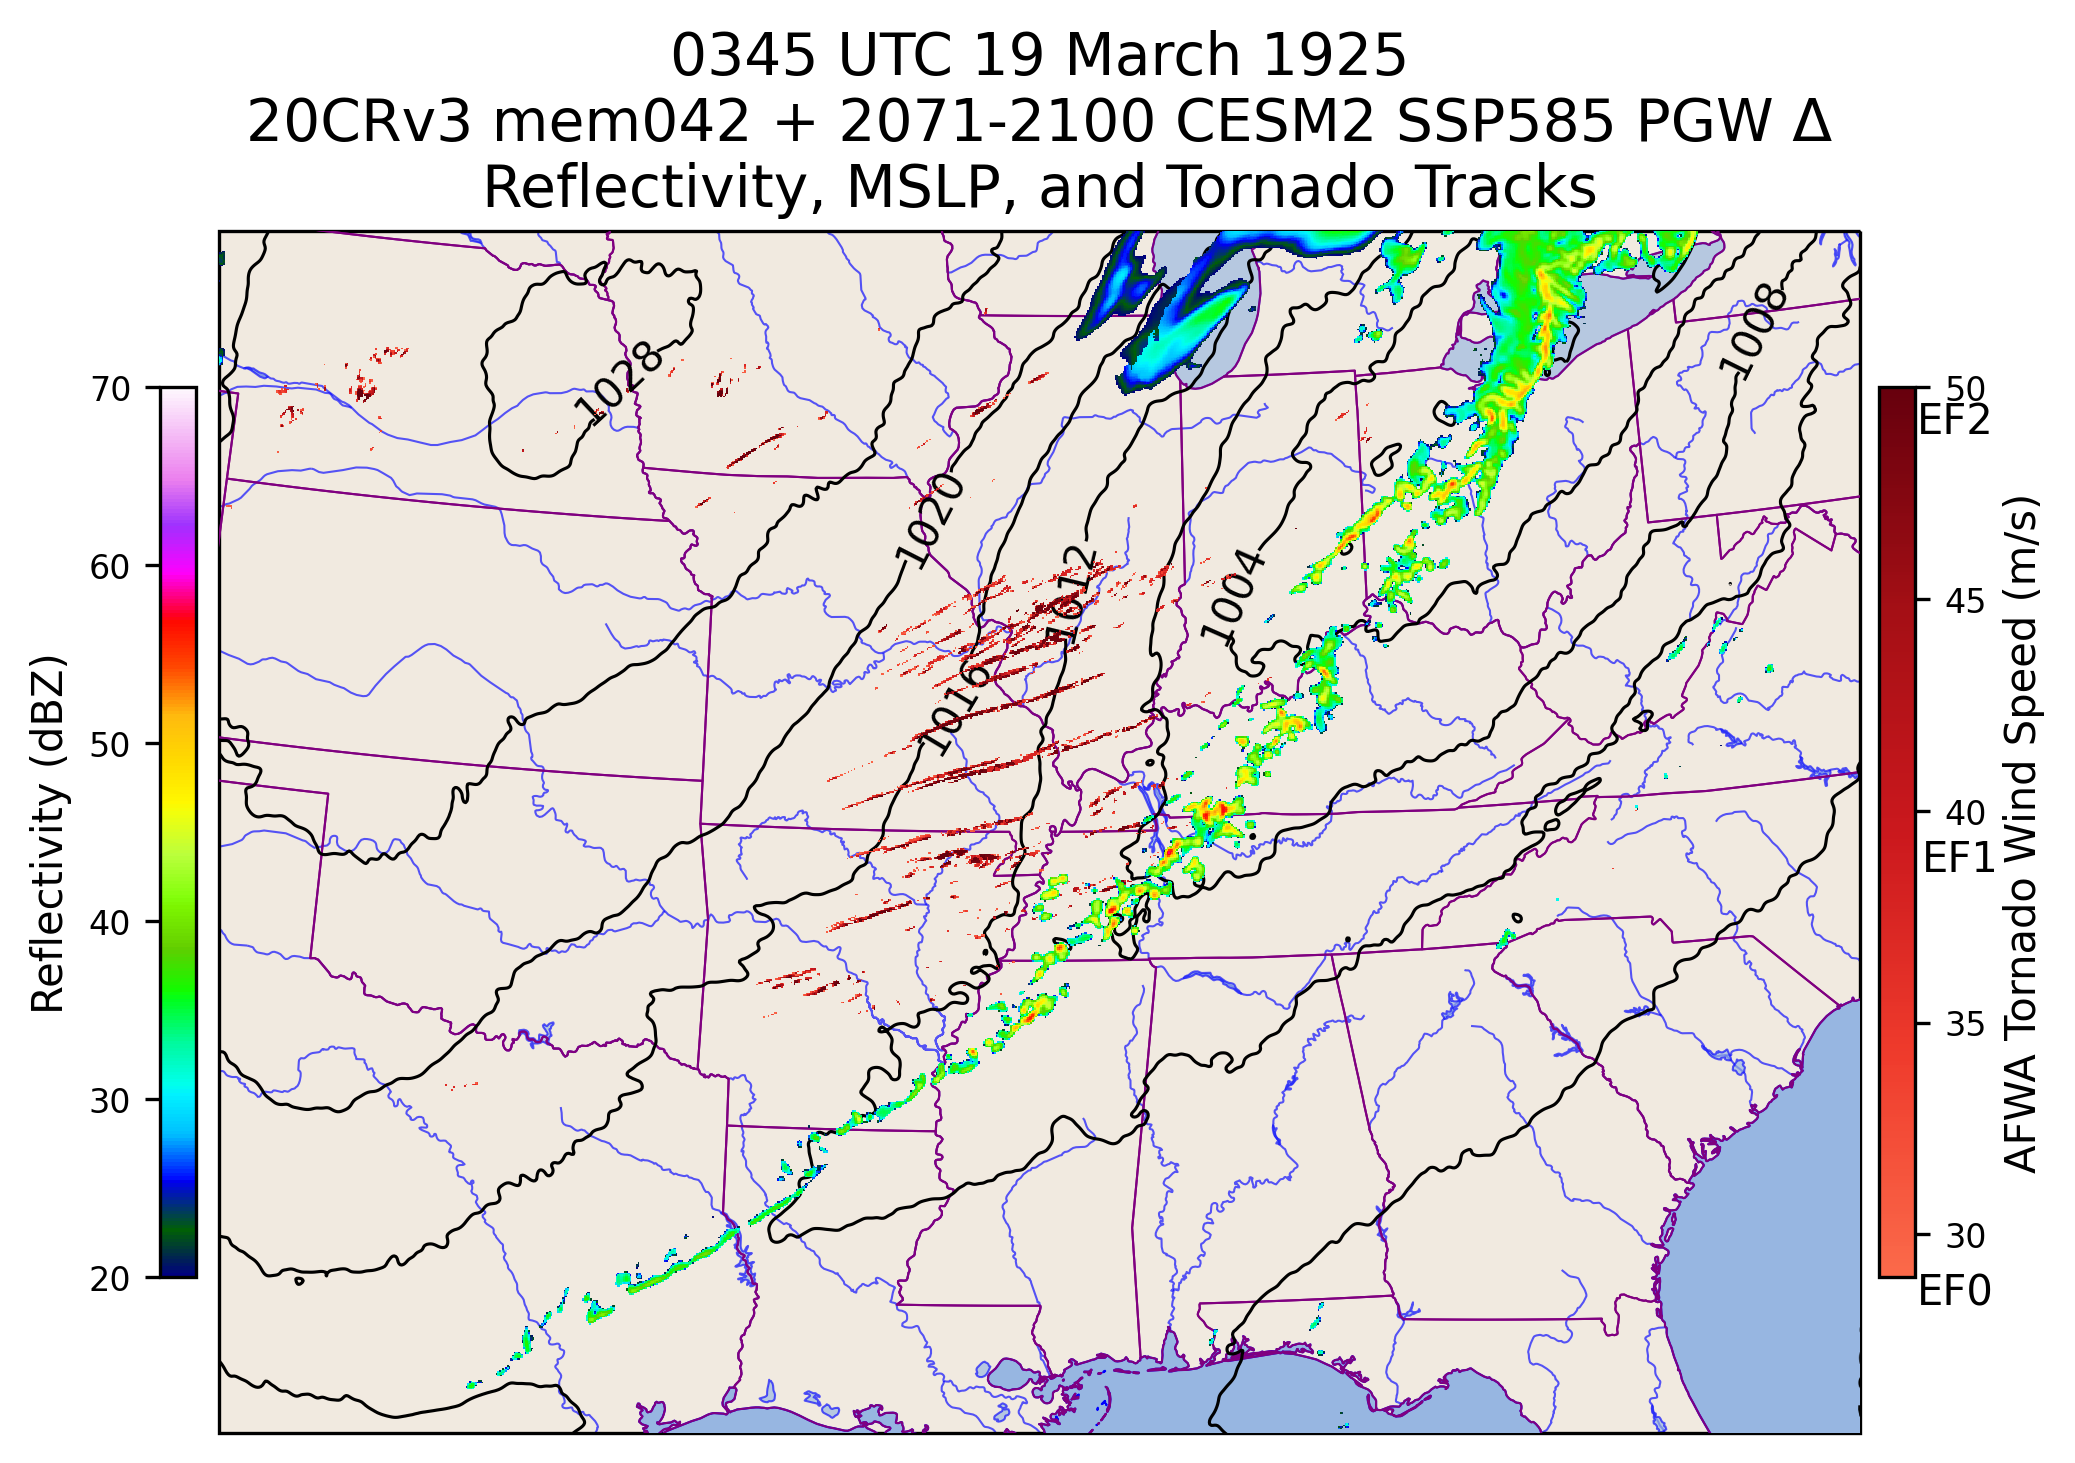 0345 UTC 19 March 1925
20CRv3 mem042 + 2071-2100 CESM2 SSP585 PGW Δ
Reflectivity, MSLP, and Tornado Tracks
1028
1008
1020
1012
1004
1016
70
60
50
40
30
20
Reflectivity (dBZ)
50
EF2
45
40
EF1
35
30
EF0
AFWA Tornado Wind Speed (m/s)